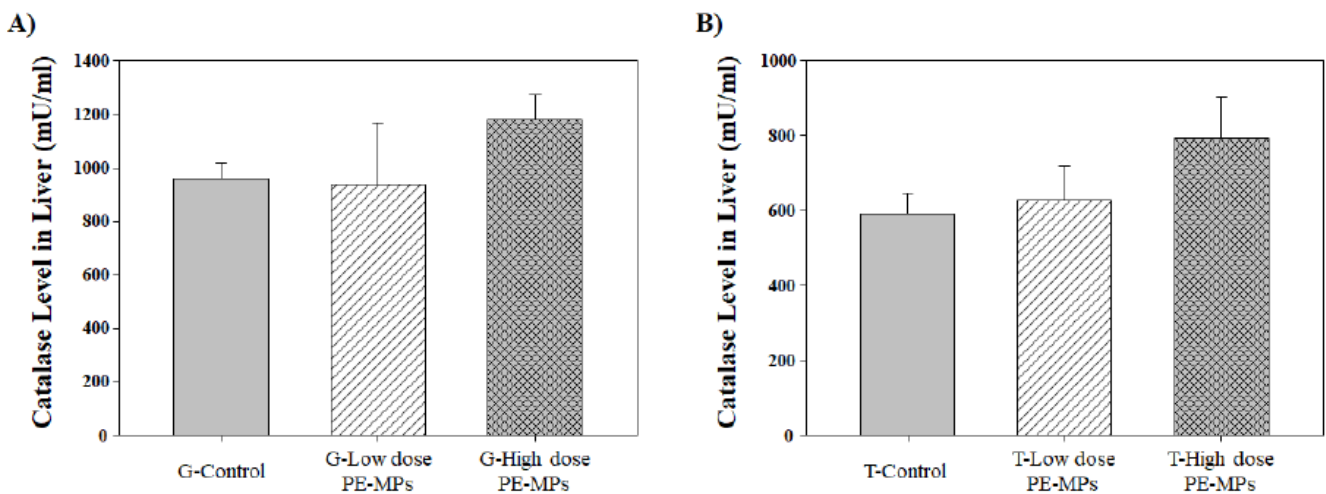 A)
Catalase Level in Liver (mU/ml)
1400
1200
1000
800
600
400
200
0
G-Control
G-Low dose
PE-MPs
G-High dose
PE-MPs
B)
Catalase Level in Liver (mU/ml)
1000
800
600
400
200
0
T-Control
T-Low dose
PE-MPs
T-High dose
PE-MPs